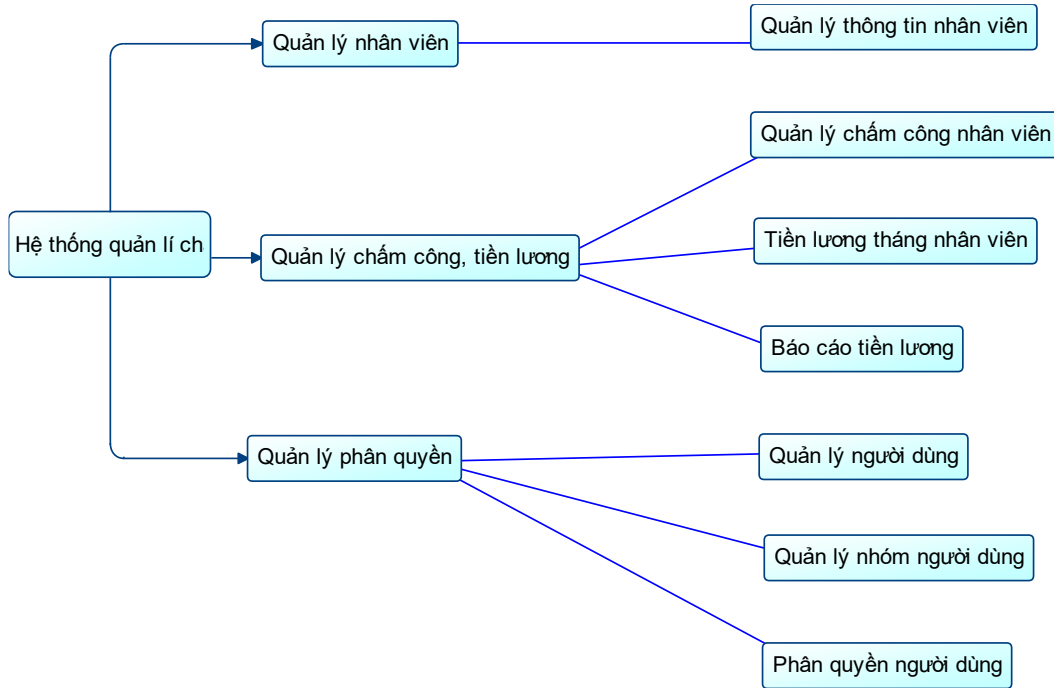 Quản lý nhân viên
Quản lý thông tin nhân viên
Quản lý chấm công nhân viên
Hệ thống quản lí ch
Quản lý chấm công, tiền lương
Tiền lương tháng nhân viên
Báo cáo tiền lương
Quản lý phân quyền
Quản lý người dùng
Quản lý nhóm người dùng
Phân quyền người dùng